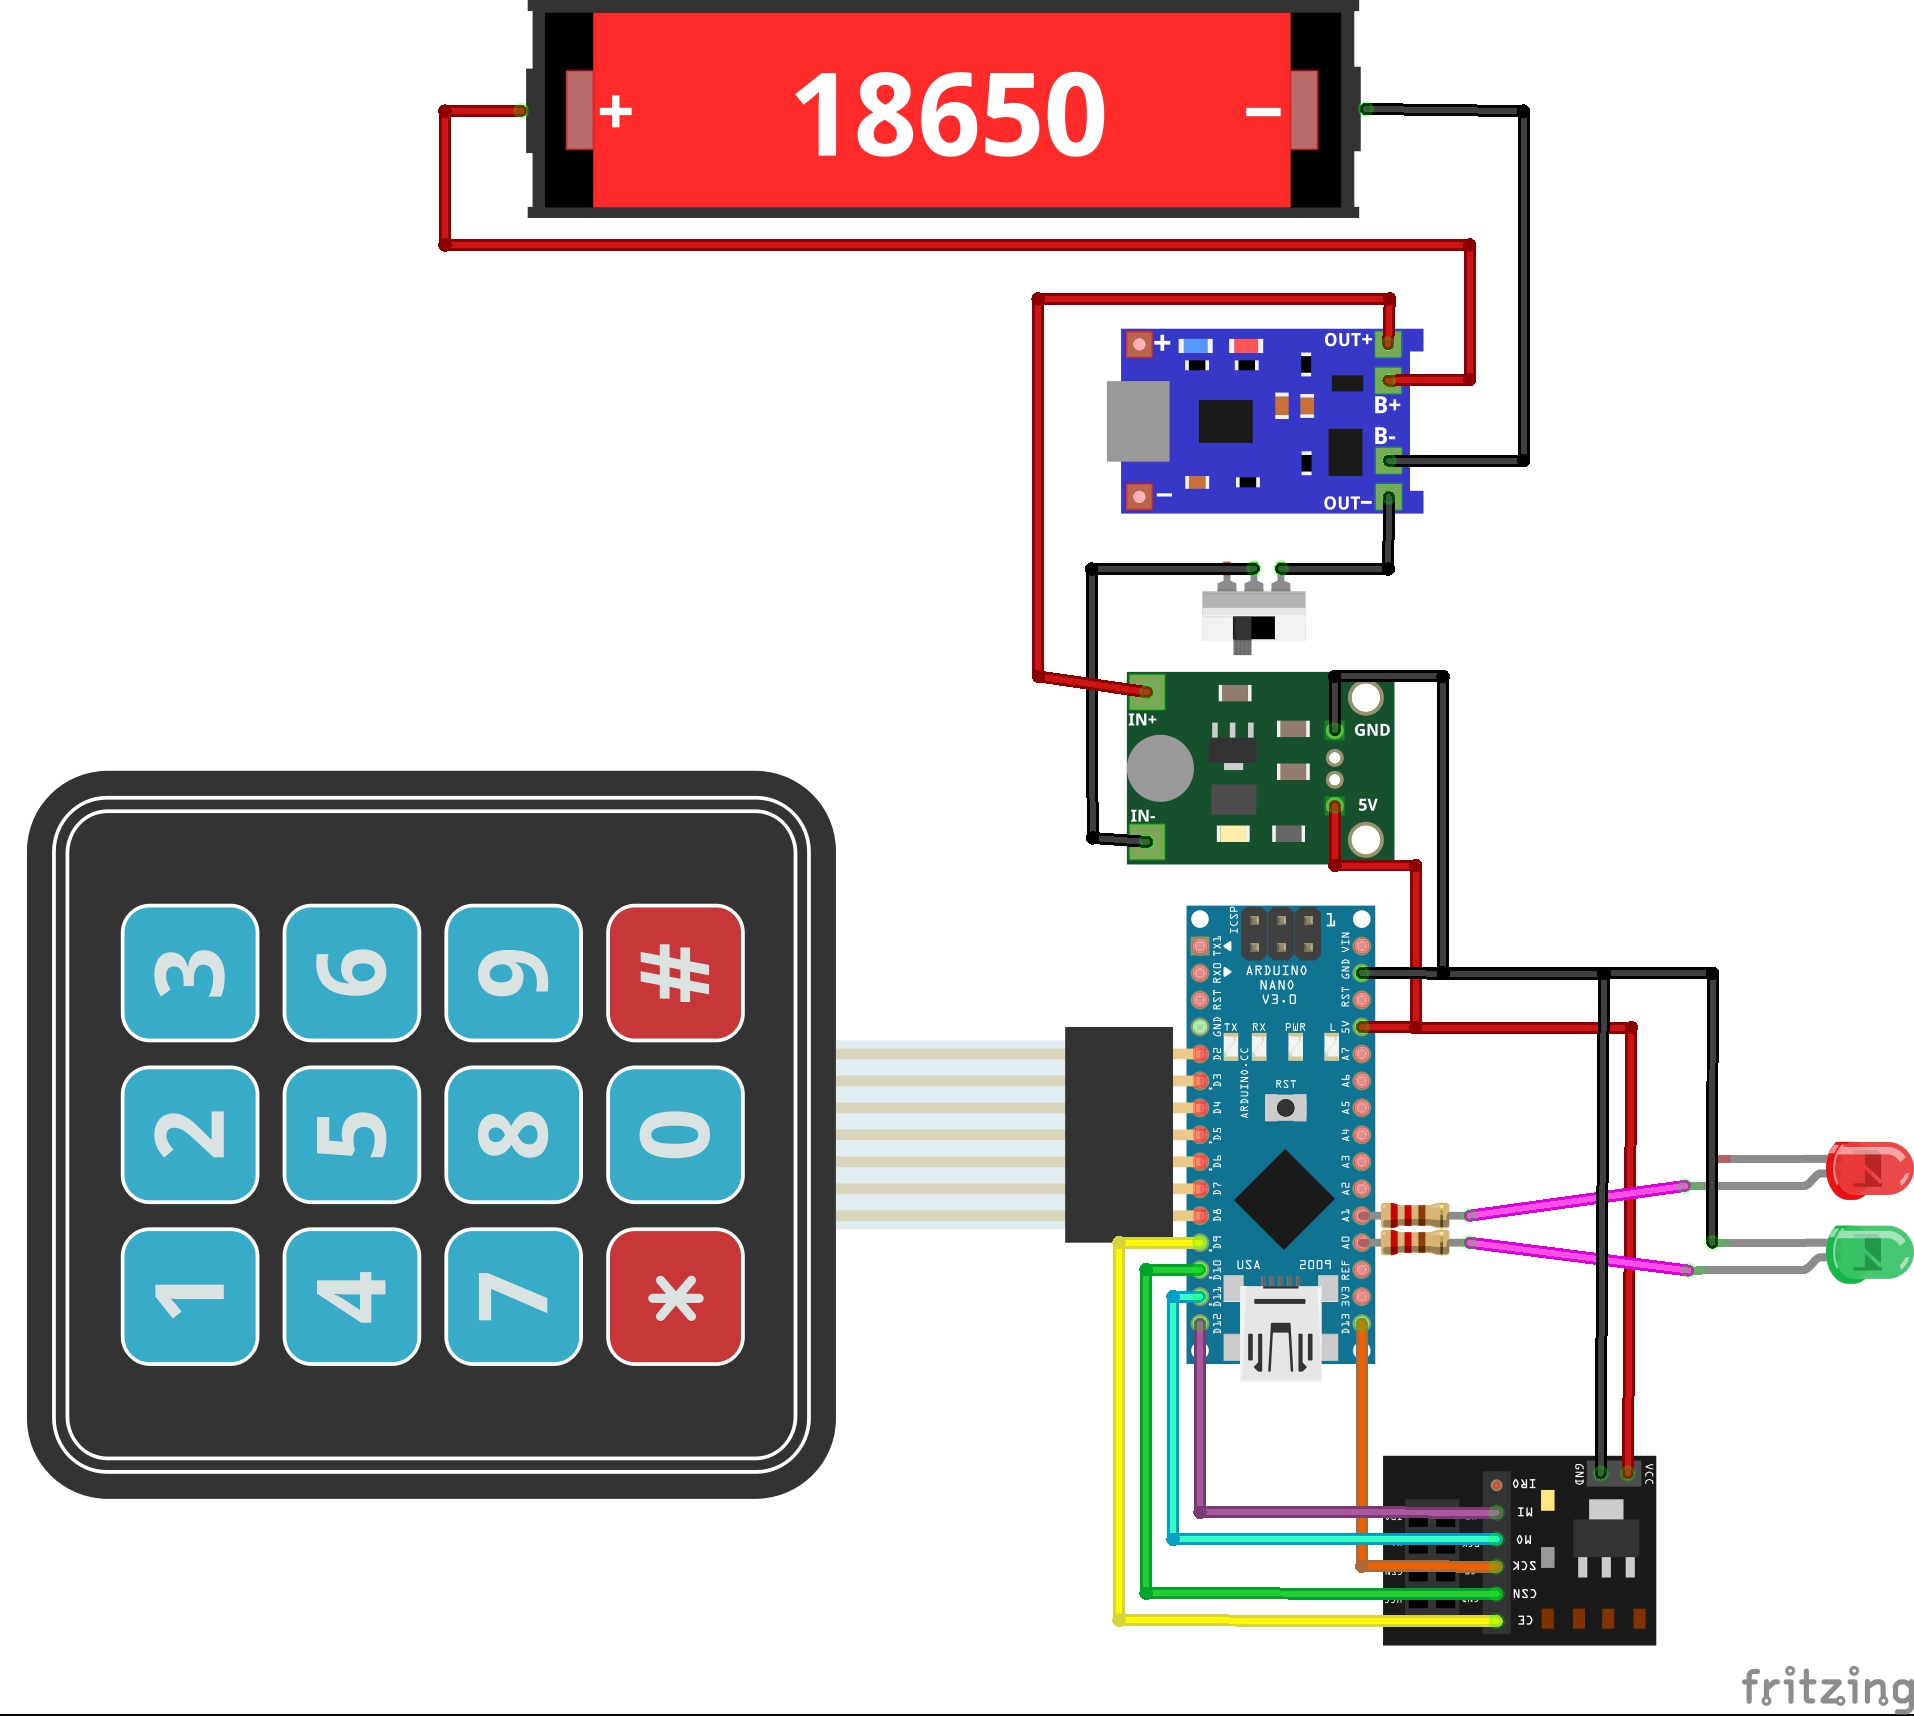 + 18650 −
+ OUT+
B+
B-
− OUT−
IN+
GND
5V
IN-
3 6 9 #
2 5 8 0
1 4 7 *
ICSP
1
ARDUINO
NANO
V3.0
TX RX PWR L
ARDUINO.CC
RST
USA 2009
TX1
RX0
RST
GND
D2
D3
D4
D5
D6
D7
D8
D9
D10
D11
D12
VIN
GND
RST
5V
A7
A6
A5
A4
A3
A2
A1
A0
REF
3V3
D13
GND VCC
IRO
MI
MO
SCK
CSN
CE
fritzing